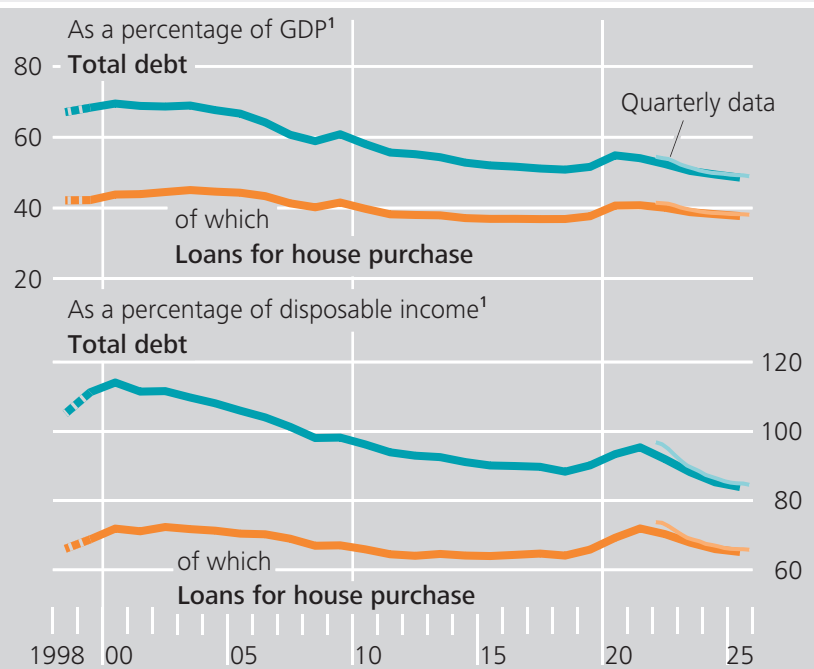 As a percentage of GDP¹
Total debt
80
Quarterly data
60
40
of which
Loans for house purchase
20
As a percentage of disposable income¹
Total debt
120
100
80
of which
60
Loans for house purchase
1998 00 05 10 15 20 25